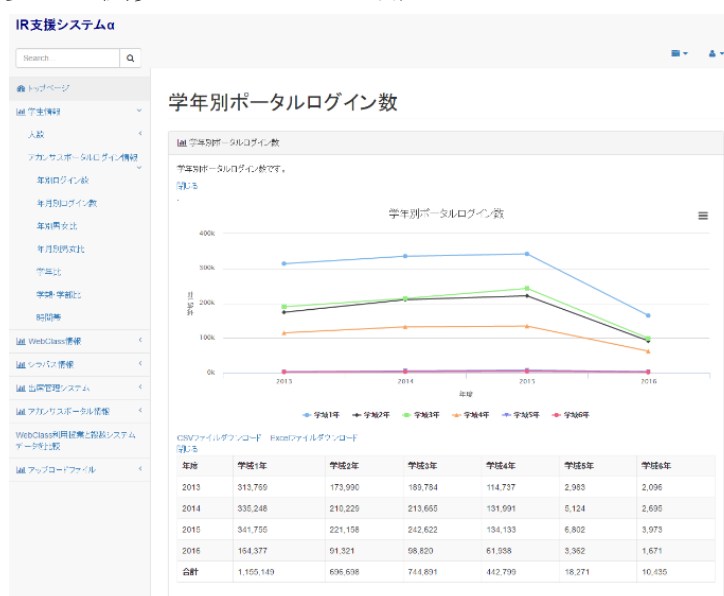 IR支援システムα
Search
トップページ
学生情報
人数
アカンサスポータルログイン情報
年別ログイン数
年月別ログイン数
年別男女比
年月別男女比
学年比
学類・学部比
時間帯
WebClass情報
シラバス情報
出席管理システム
アカンサスポータル情報
WebClass利用授業と教務システムデータを比較
アップロードファイル
学年別ポータルログイン数
学年別ポータルログイン数
学年別ポータルログイン数です。
閉じる
学年別ポータルログイン数
400k
300k
200k
100k
0k
2013 2014 2015 2016
年度
学域1年 学域2年 学域3年 学域4年 学域5年 学域6年
CSVファイルダウンロード Excelファイルダウンロード
閉じる
年度 学域1年 学域2年 学域3年 学域4年 学域5年 学域6年
2013 313,769 173,990 189,784 114,737 2,983 2,096
2014 335,248 210,229 213,665 131,991 5,124 2,695
2015 341,755 221,158 242,622 134,133 6,802 3,973
2016 164,377 91,321 98,820 61,938 3,362 1,671
合計 1,155,149 696,698 744,891 442,799 18,271 10,435